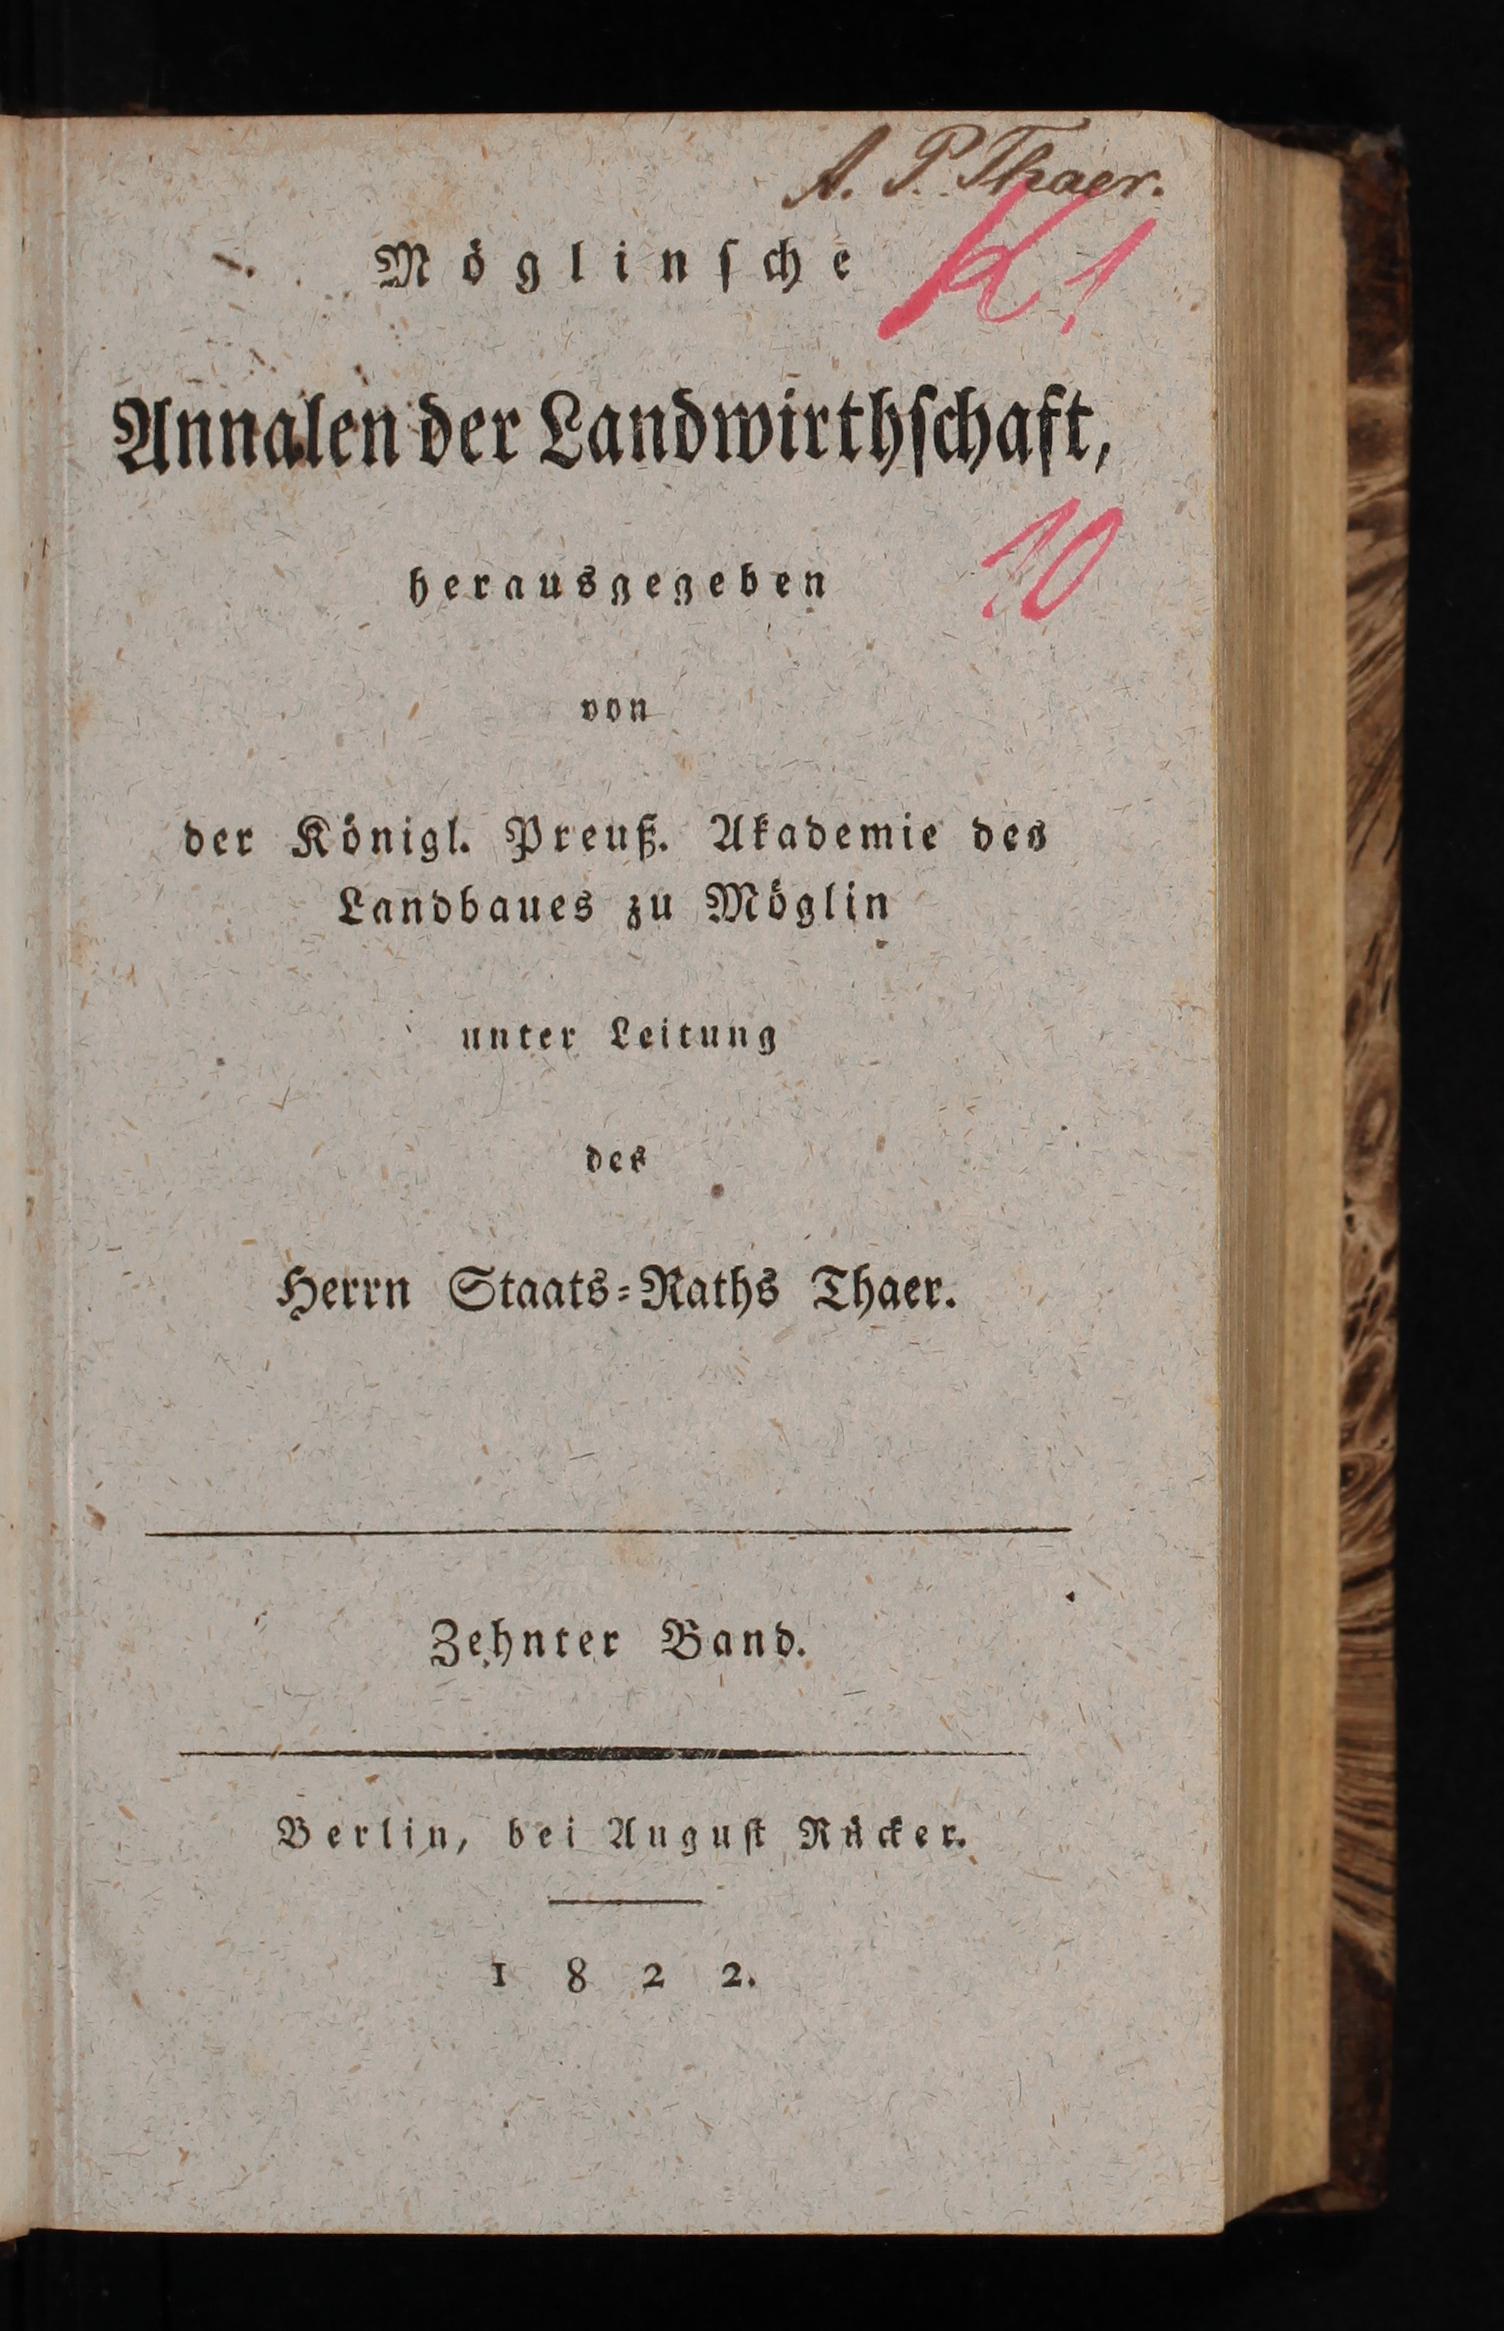 A. P. Thaer.
Möglinsche
K 1
Annalen der Landwirthschaft,
10
herausgegeben
von
der Königl. Preuß. Akademie des
Landbaues zu Möglin
unter Leitung
des
Herrn Staats-Raths Thaer.
Zehnter Band.
Berlin, bei August Rücker.
1822.